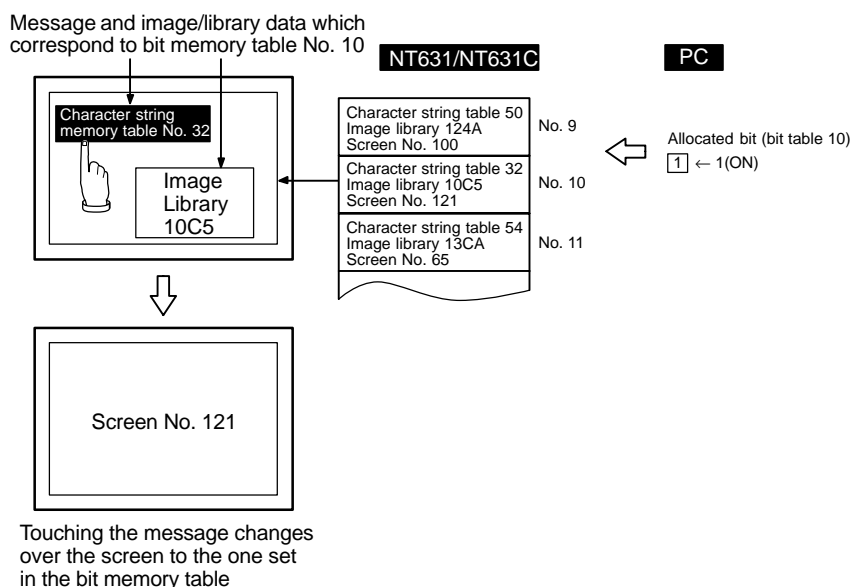 Message and image/library data which
correspond to bit memory table No. 10
NT631/NT631C
PC
Character string
memory table No. 32
Image
Library
10C5
Character string table 50
Image library 124A
Screen No. 100
No. 9
Character string table 32
Image library 10C5
Screen No. 121
No. 10
Character string table 54
Image library 13CA
Screen No. 65
No. 11
Allocated bit (bit table 10)
1 ← 1(ON)
Screen No. 121
Touching the message changes
over the screen to the one set
in the bit memory table